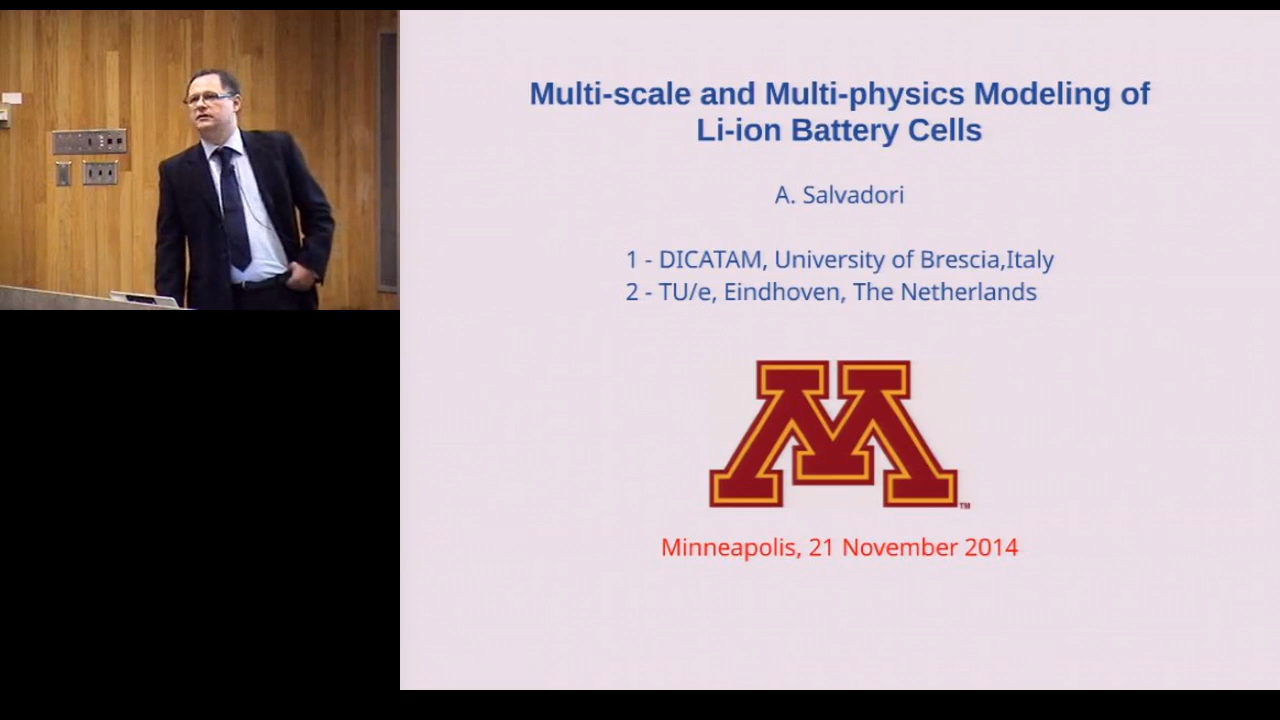 Multi-scale and Multi-physics Modeling of
Li-ion Battery Cells
A. Salvadori
1 - DICATAM, University of Brescia,Italy
2 - TU/e, Eindhoven, The Netherlands
M
TM
Minneapolis, 21 November 2014